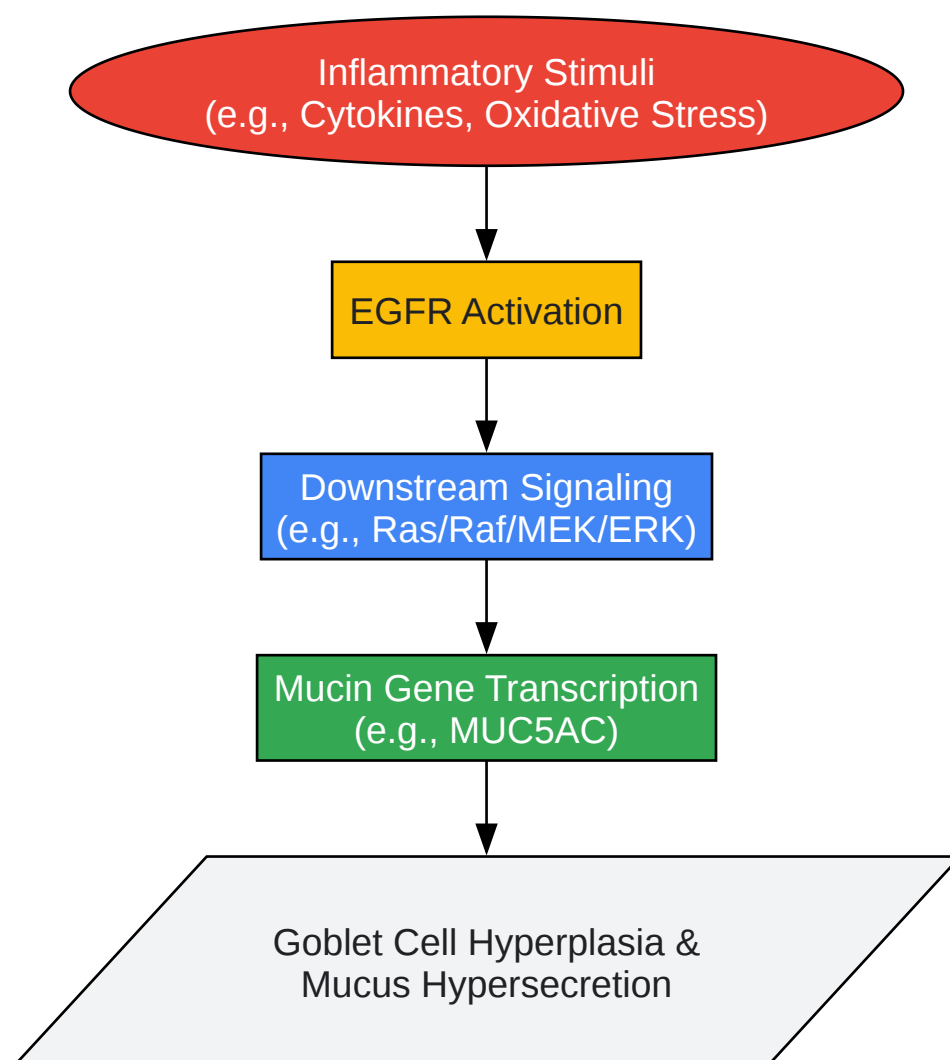 Inflammatory Stimuli
(e.g., Cytokines, Oxidative Stress)
EGFR Activation
Downstream Signaling
(e.g., Ras/Raf/MEK/ERK)
Mucin Gene Transcription
(e.g., MUC5AC)
Goblet Cell Hyperplasia &
Mucus Hypersecretion